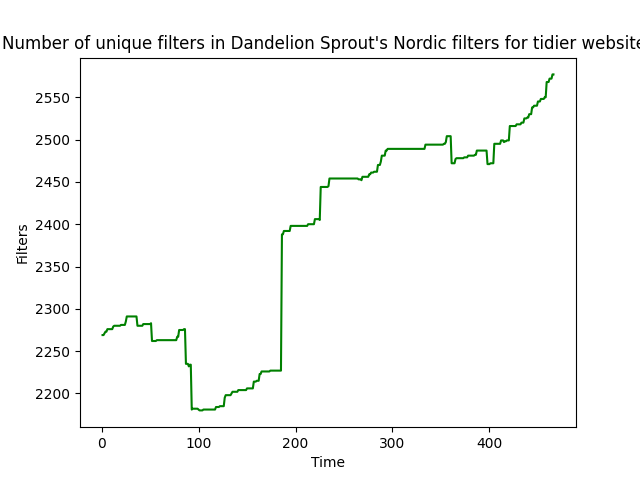 Number of unique filters in Dandelion Sprout's Nordic filters for tidier website
2550
2500
2450
2400
2350
2300
2250
2200
Filters
0 100 200 300 400
Time